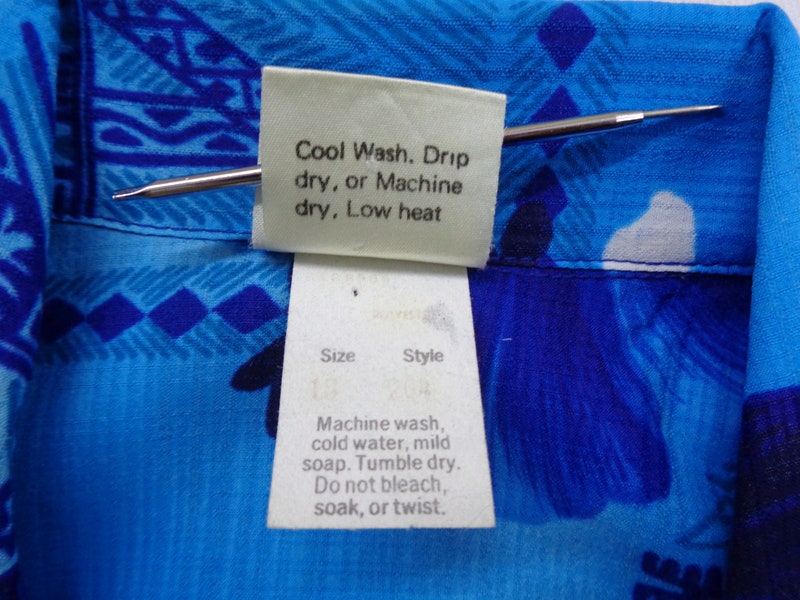 Cool Wash. Drip
dry, or Machine
dry, Low heat
Size Style
Machine wash,
cold water, mild
soap. Tumble dry.
Do not bleach,
soak, or twist.